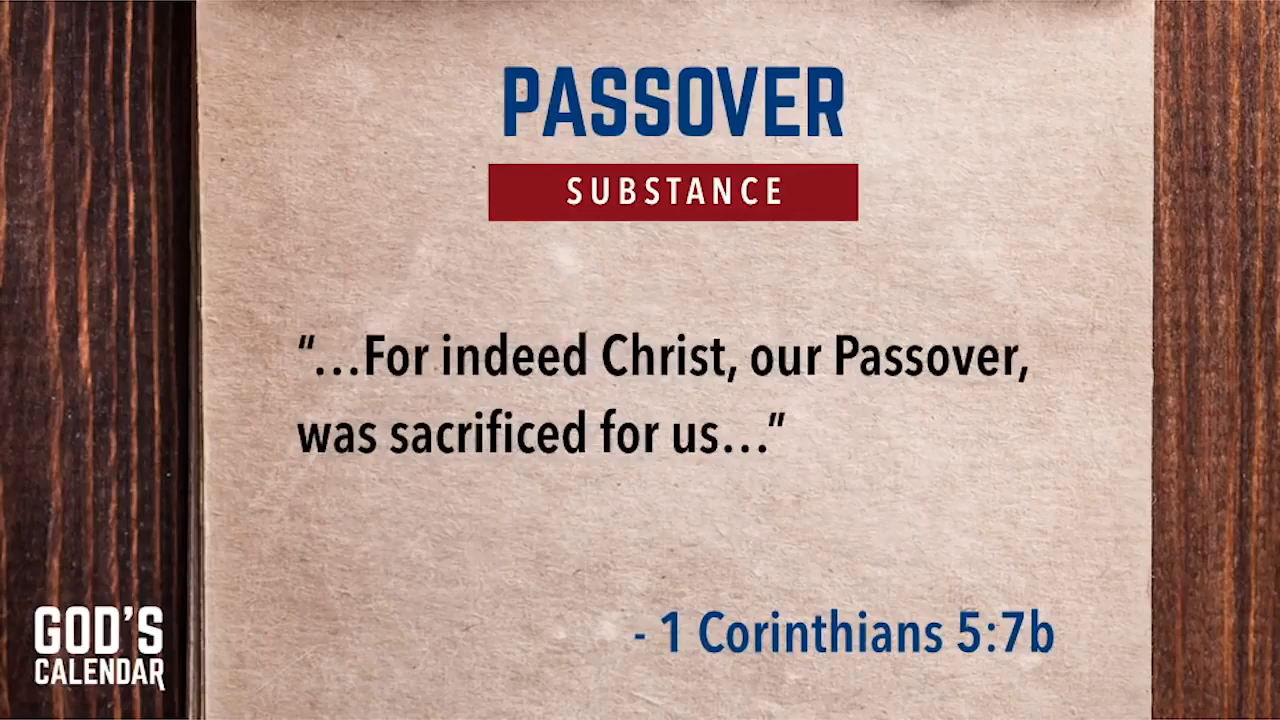 PASSOVER
SUBSTANCE
“...For indeed Christ, our Passover,
was sacrificed for us...”
- 1 Corinthians 5:7b
GOD'S
CALENDAR